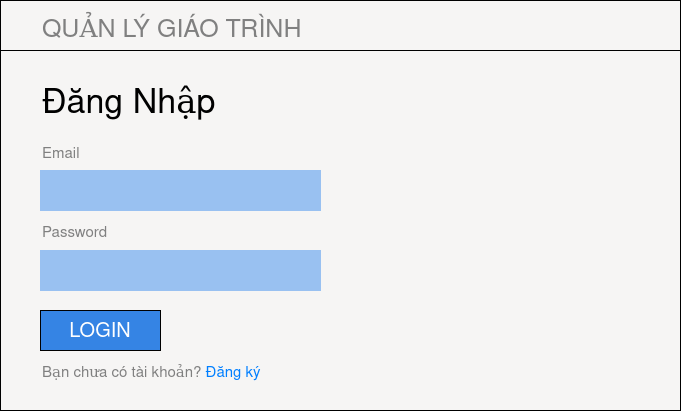 QUẢN LÝ GIÁO TRÌNH
Đăng Nhập
Email
Password
LOGIN
Bạn chưa có tài khoản? Đăng ký